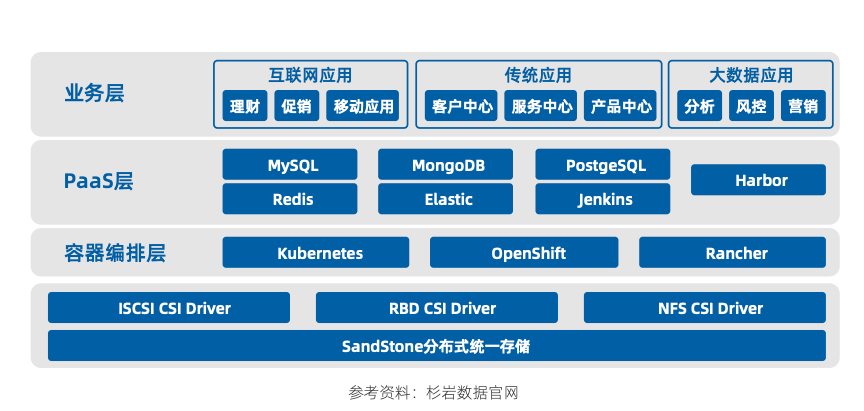 业务层
互联网应用
理财 促销 移动应用
传统应用
客户中心 服务中心 产品中心
大数据应用
分析 风控 营销
PaaS层
MySQL MongoDB PostgeSQL
Harbor
Redis Elastic Jenkins
容器编排层
Kubernetes OpenShift Rancher
ISCSI CSI Driver RBD CSI Driver NFS CSI Driver
SandStone分布式统一存储
参考资料：杉岩数据官网